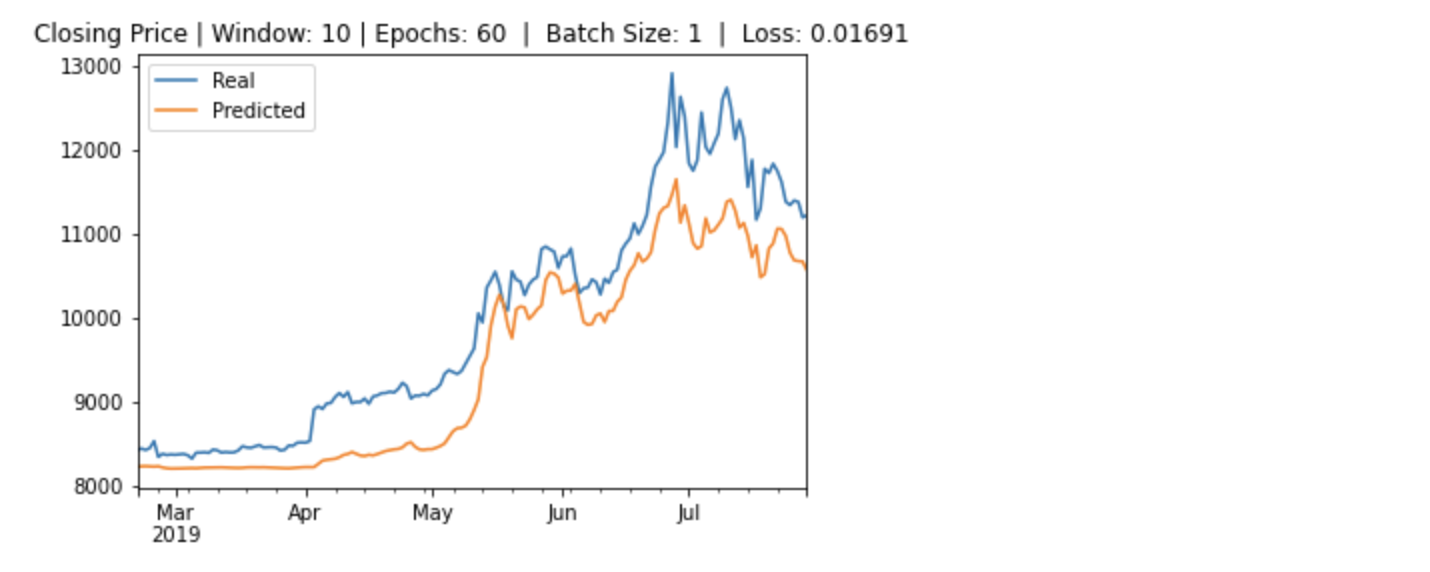 Closing Price | Window: 10 | Epochs: 60 | Batch Size: 1 | Loss: 0.01691
Real
Predicted
13000
12000
11000
10000
9000
8000
Mar Apr May Jun Jul
2019